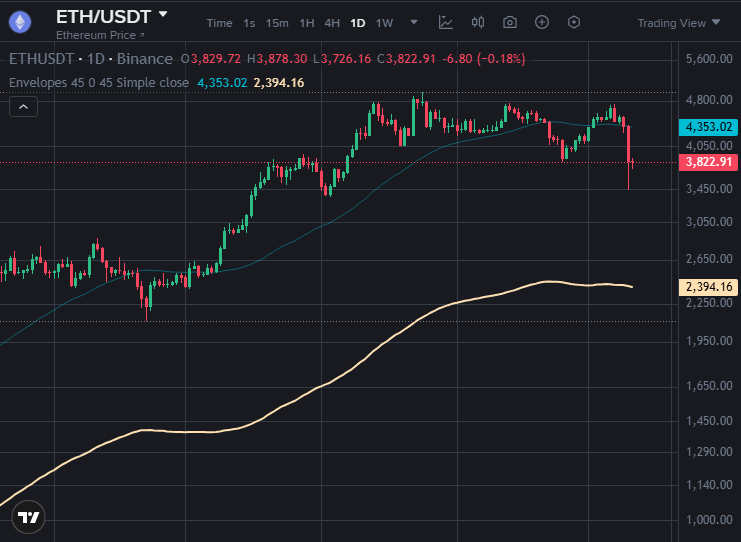 ETH/USDT
Ethereum Price
Time 1s 15m 1H 4H 1D 1W
Trading View
ETHUSDT · 1D · Binance O3,829.72 H3,878.30 L3,726.16 C3,822.91 -6.80 (−0.18%)
Envelopes 45 0 45 Simple close 4,353.02 2,394.16
5,600.00
4,800.00
4,353.02
4,050.00
3,822.91
3,450.00
3,050.00
2,650.00
2,394.16
2,250.00
1,950.00
1,650.00
1,450.00
1,290.00
1,140.00
1,000.00